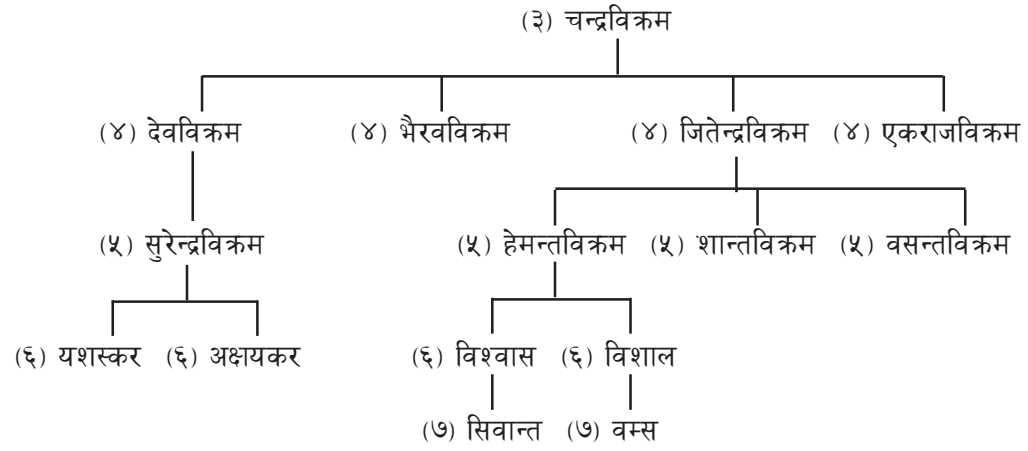 (३) चन्द्रविक्रम
(४) देवविक्रम (४) भैरवविक्रम (४) जितेन्द्रविक्रम (४) एकराजविक्रम
(५) सुरेन्द्रविक्रम (५) हेमन्तविक्रम (५) शान्तविक्रम (५) वसन्तविक्रम
(६) यशस्कर (६) अक्षयकर (६) विश्वास (६) विशाल
(७) सिवान्त (७) वम्स